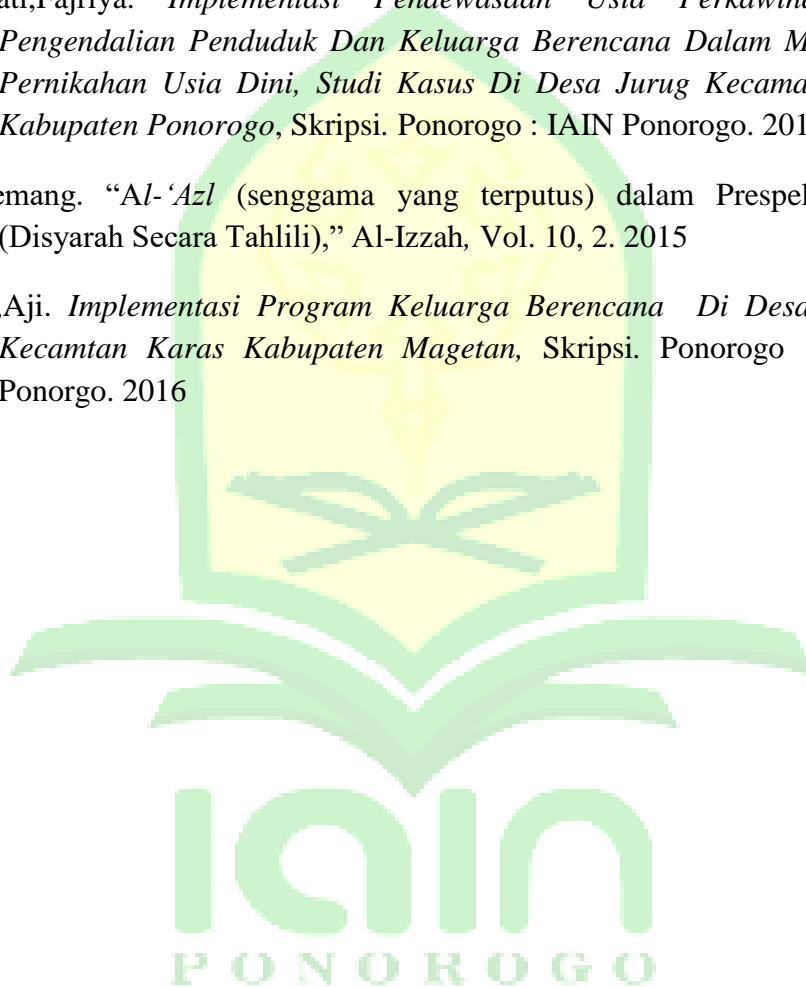 ati,Fajriya. Implementasi Pendewasaan Usia Perkawina
Pengendalian Penduduk Dan Keluarga Berencana Dalam M
Pernikahan Usia Dini, Studi Kasus Di Desa Jurug Kecama
Kabupaten Ponorogo, Skripsi. Ponorogo : IAIN Ponorogo. 201
emang. “Al-‘Azl (senggama yang terputus) dalam Prespek
(Disyarah Secara Tahlili),” Al-Izzah, Vol. 10, 2. 2015
,Aji. Implementasi Program Keluarga Berencana Di Desa
Kecamtan Karas Kabupaten Magetan, Skripsi. Ponorogo
Ponorgo. 2016
IAIN
PONOROGO